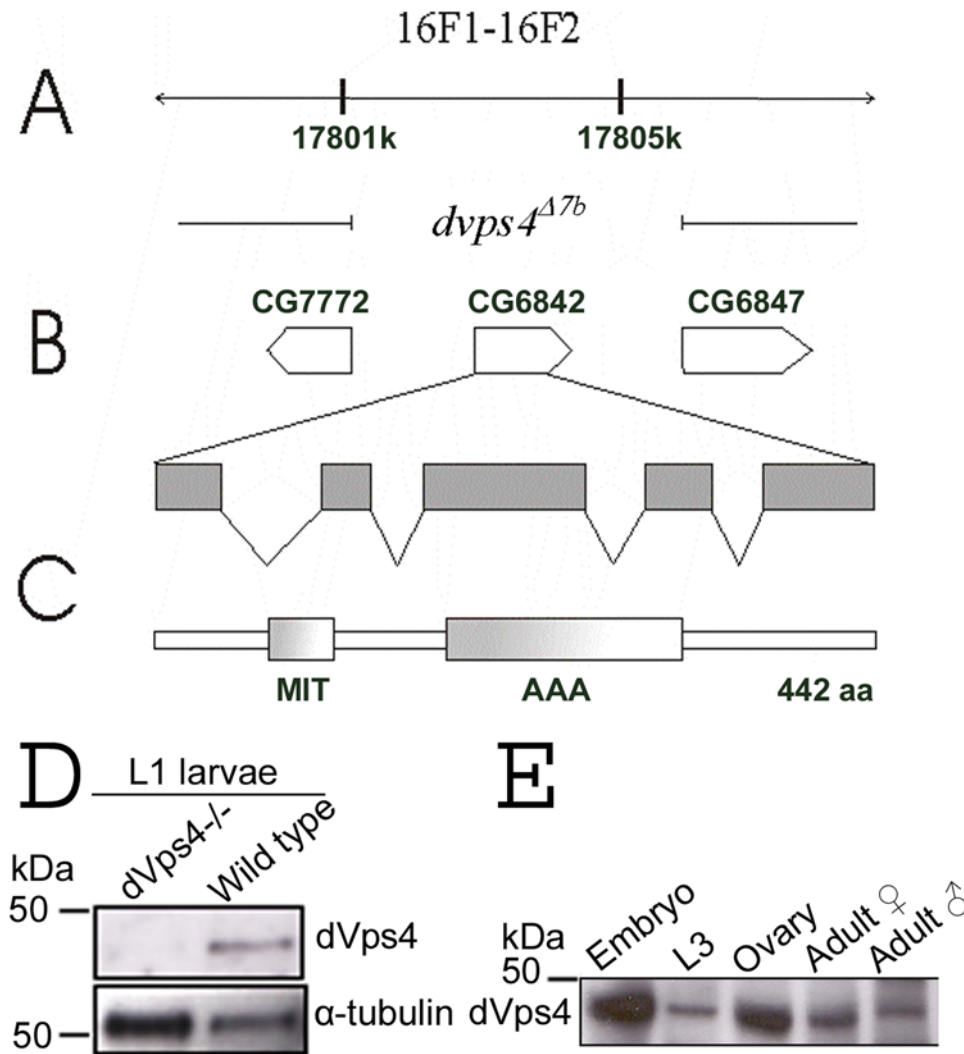 16F1-16F2
A
17801k 17805k
dvps4Δ7b
CG7772 CG6842 CG6847
B
C
MIT AAA 442 aa
D
L1 larvae
dVps4-/- Wild type
kDa
50
dVps4
α-tubulin
50
E
Embryo L3 Ovary Adult ♀ Adult ♂
kDa
50
dVps4